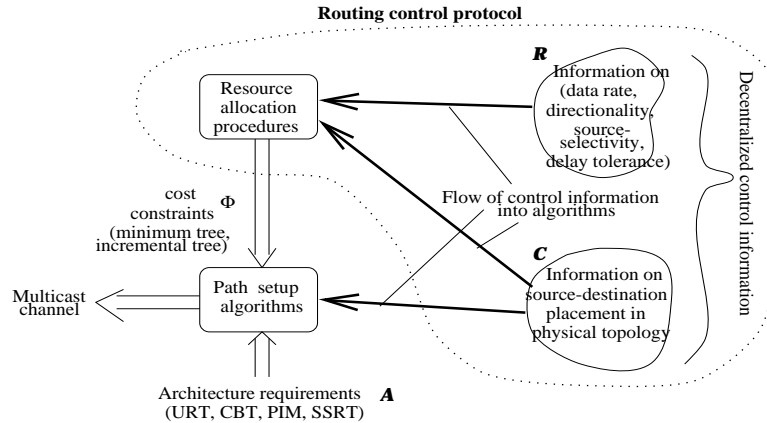 Routing control protocol
R
Information on
(data rate,
directionality,
source-
selectivity,
delay tolerance)
Resource
allocation
procedures
Decentralized control information
cost
constraints
(minimum tree,
incremental tree)
Φ
Flow of control information
into algorithms
C
Information on
source-destination
placement in
physical topology
Path setup
algorithms
Multicast
channel
Architecture requirements
(URT, CBT, PIM, SSRT)
A